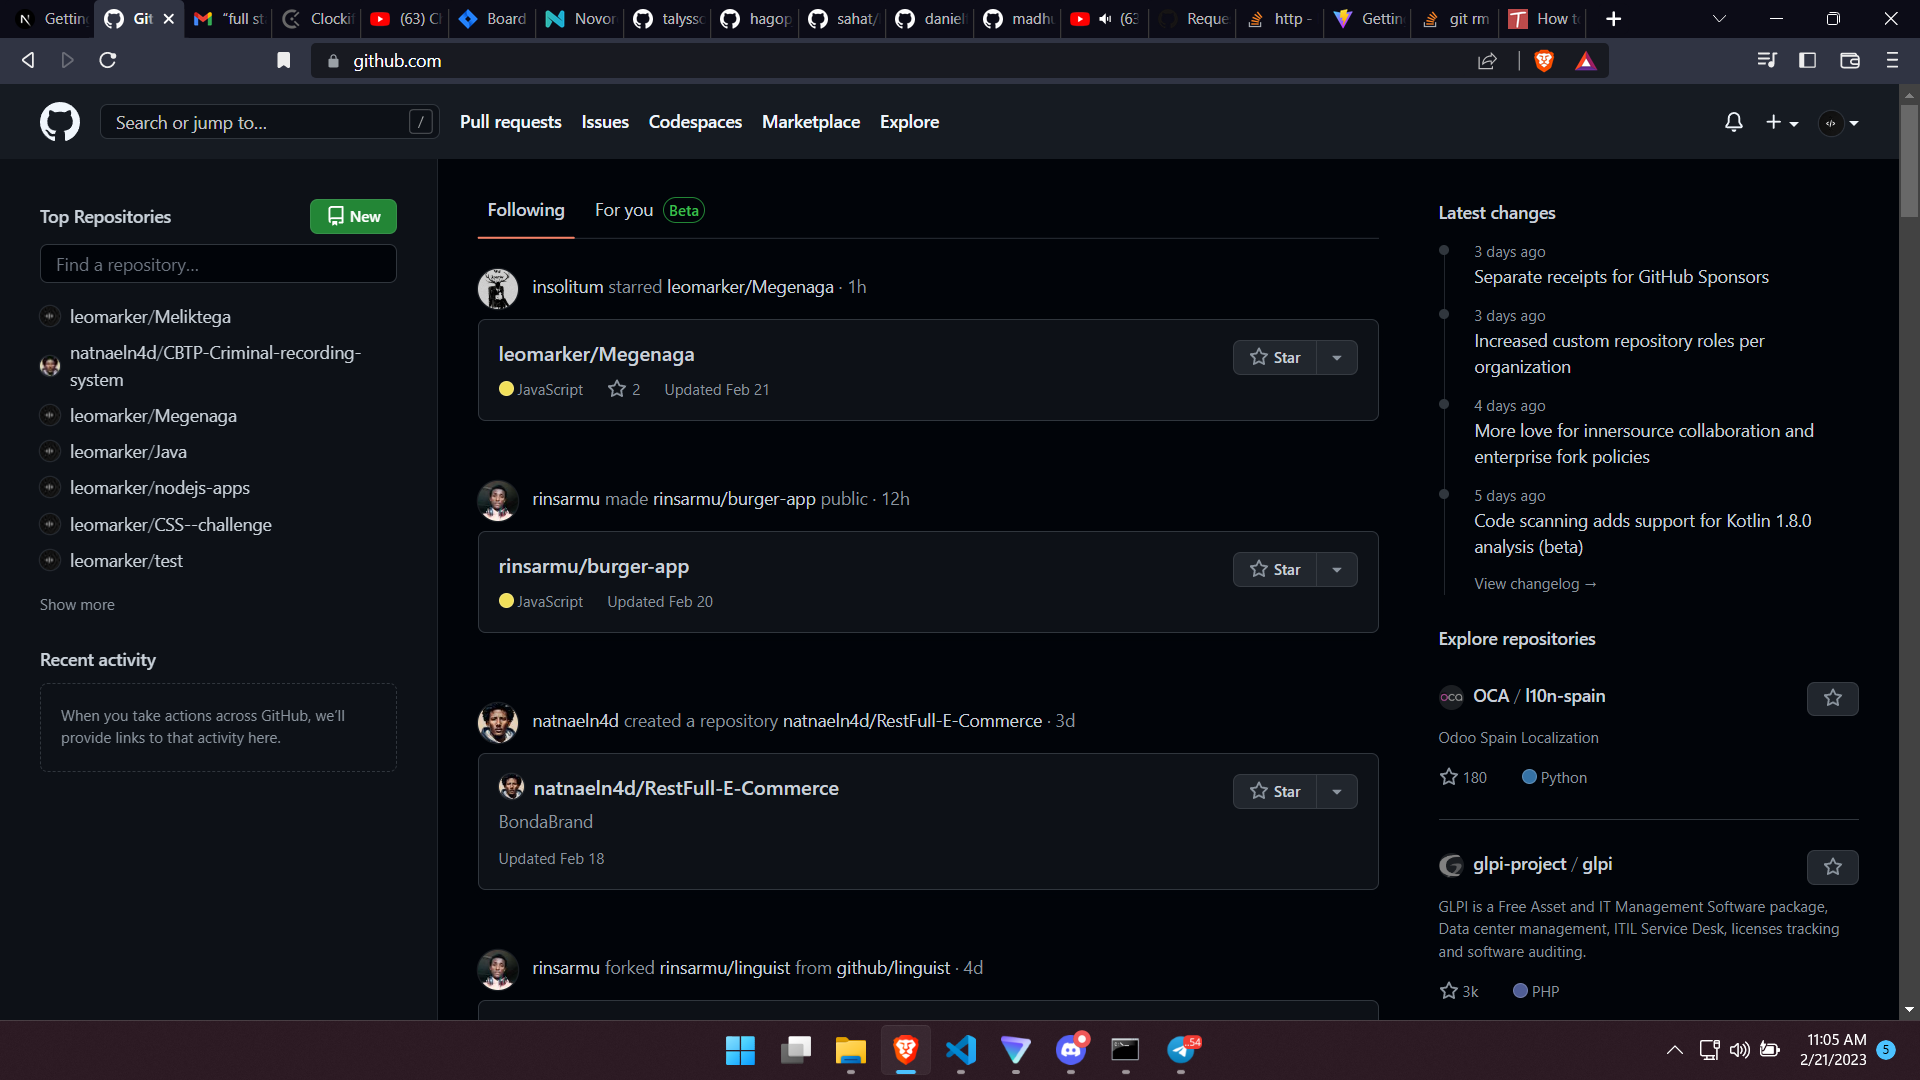 Gettin
Git
"full st
Clockif
(63) Cl
Board
Novor
talyss
hagop
sahat/
daniel
madhu
(63
Reque
http -
Gettin
git rm
How t
github.com
Search or jump to...
/
Pull requests
Issues
Codespaces
Marketplace
Explore
Top Repositories
New
Find a repository...
leomarker/Meliktega
natnaeln4d/CBTP-Criminal-recording-
system
leomarker/Megenaga
leomarker/Java
leomarker/nodejs-apps
leomarker/CSS--challenge
leomarker/test
Show more
Recent activity
When you take actions across GitHub, we'll
provide links to that activity here.
Following
For you
Beta
insolitum starred leomarker/Megenaga · 1h
leomarker/Megenaga
Star
JavaScript
2
Updated Feb 21
rinsarmu made rinsarmu/burger-app public · 12h
rinsarmu/burger-app
Star
JavaScript
Updated Feb 20
natnaeln4d created a repository natnaeln4d/RestFull-E-Commerce · 3d
natnaeln4d/RestFull-E-Commerce
Star
BondaBrand
Updated Feb 18
rinsarmu forked rinsarmu/linguist from github/linguist · 4d
Latest changes
3 days ago
Separate receipts for GitHub Sponsors
3 days ago
Increased custom repository roles per
organization
4 days ago
More love for innersource collaboration and
enterprise fork policies
5 days ago
Code scanning adds support for Kotlin 1.8.0
analysis (beta)
View changelog →
Explore repositories
OCA / l10n-spain
Odoo Spain Localization
180
Python
glpi-project / glpi
GLPI is a Free Asset and IT Management Software package,
Data center management, ITIL Service Desk, licenses tracking
and software auditing.
3k
PHP
54
11:05 AM
2/21/2023
5